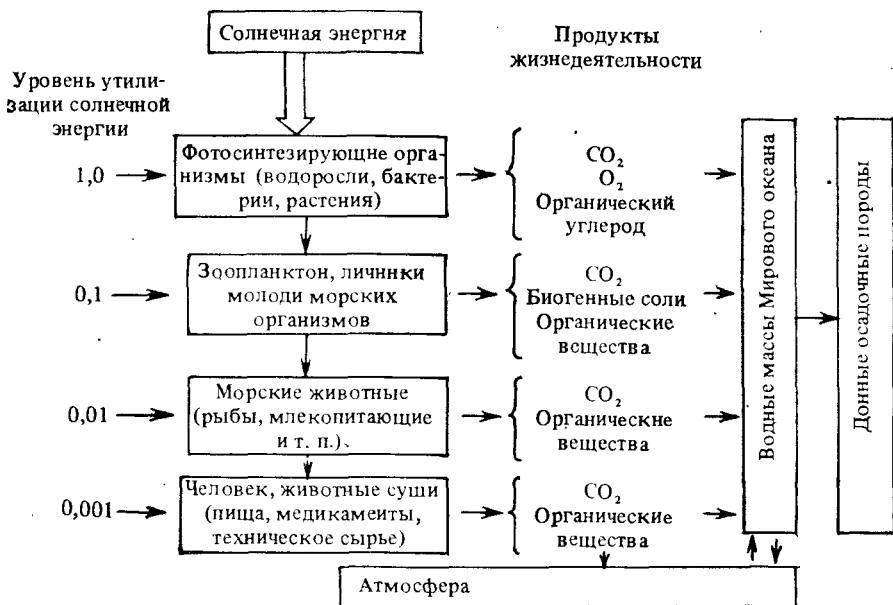 Солнечная энергия
Продукты
жизнедеятельности
Уровень утили-
зации солнечной
энергии
1,0
Фотосинтезирующие орга-
низмы (водоросли, бакте-
рии, растения)
CO₂
O₂
Органический
углерод
0,1
Зоопланктон, личинки
молоди морских
организмов
CO₂
Биогенные соли
Органические
вещества
0,01
Морские животные
(рыбы, млекопитающие
и т. п.)
CO₂
Органические
вещества
0,001
Человек, животные суши
(пища, медикаменты,
техническое сырье)
CO₂
Органические
вещества
Водные массы Мирового океана
Донные осадочные породы
Атмосфера